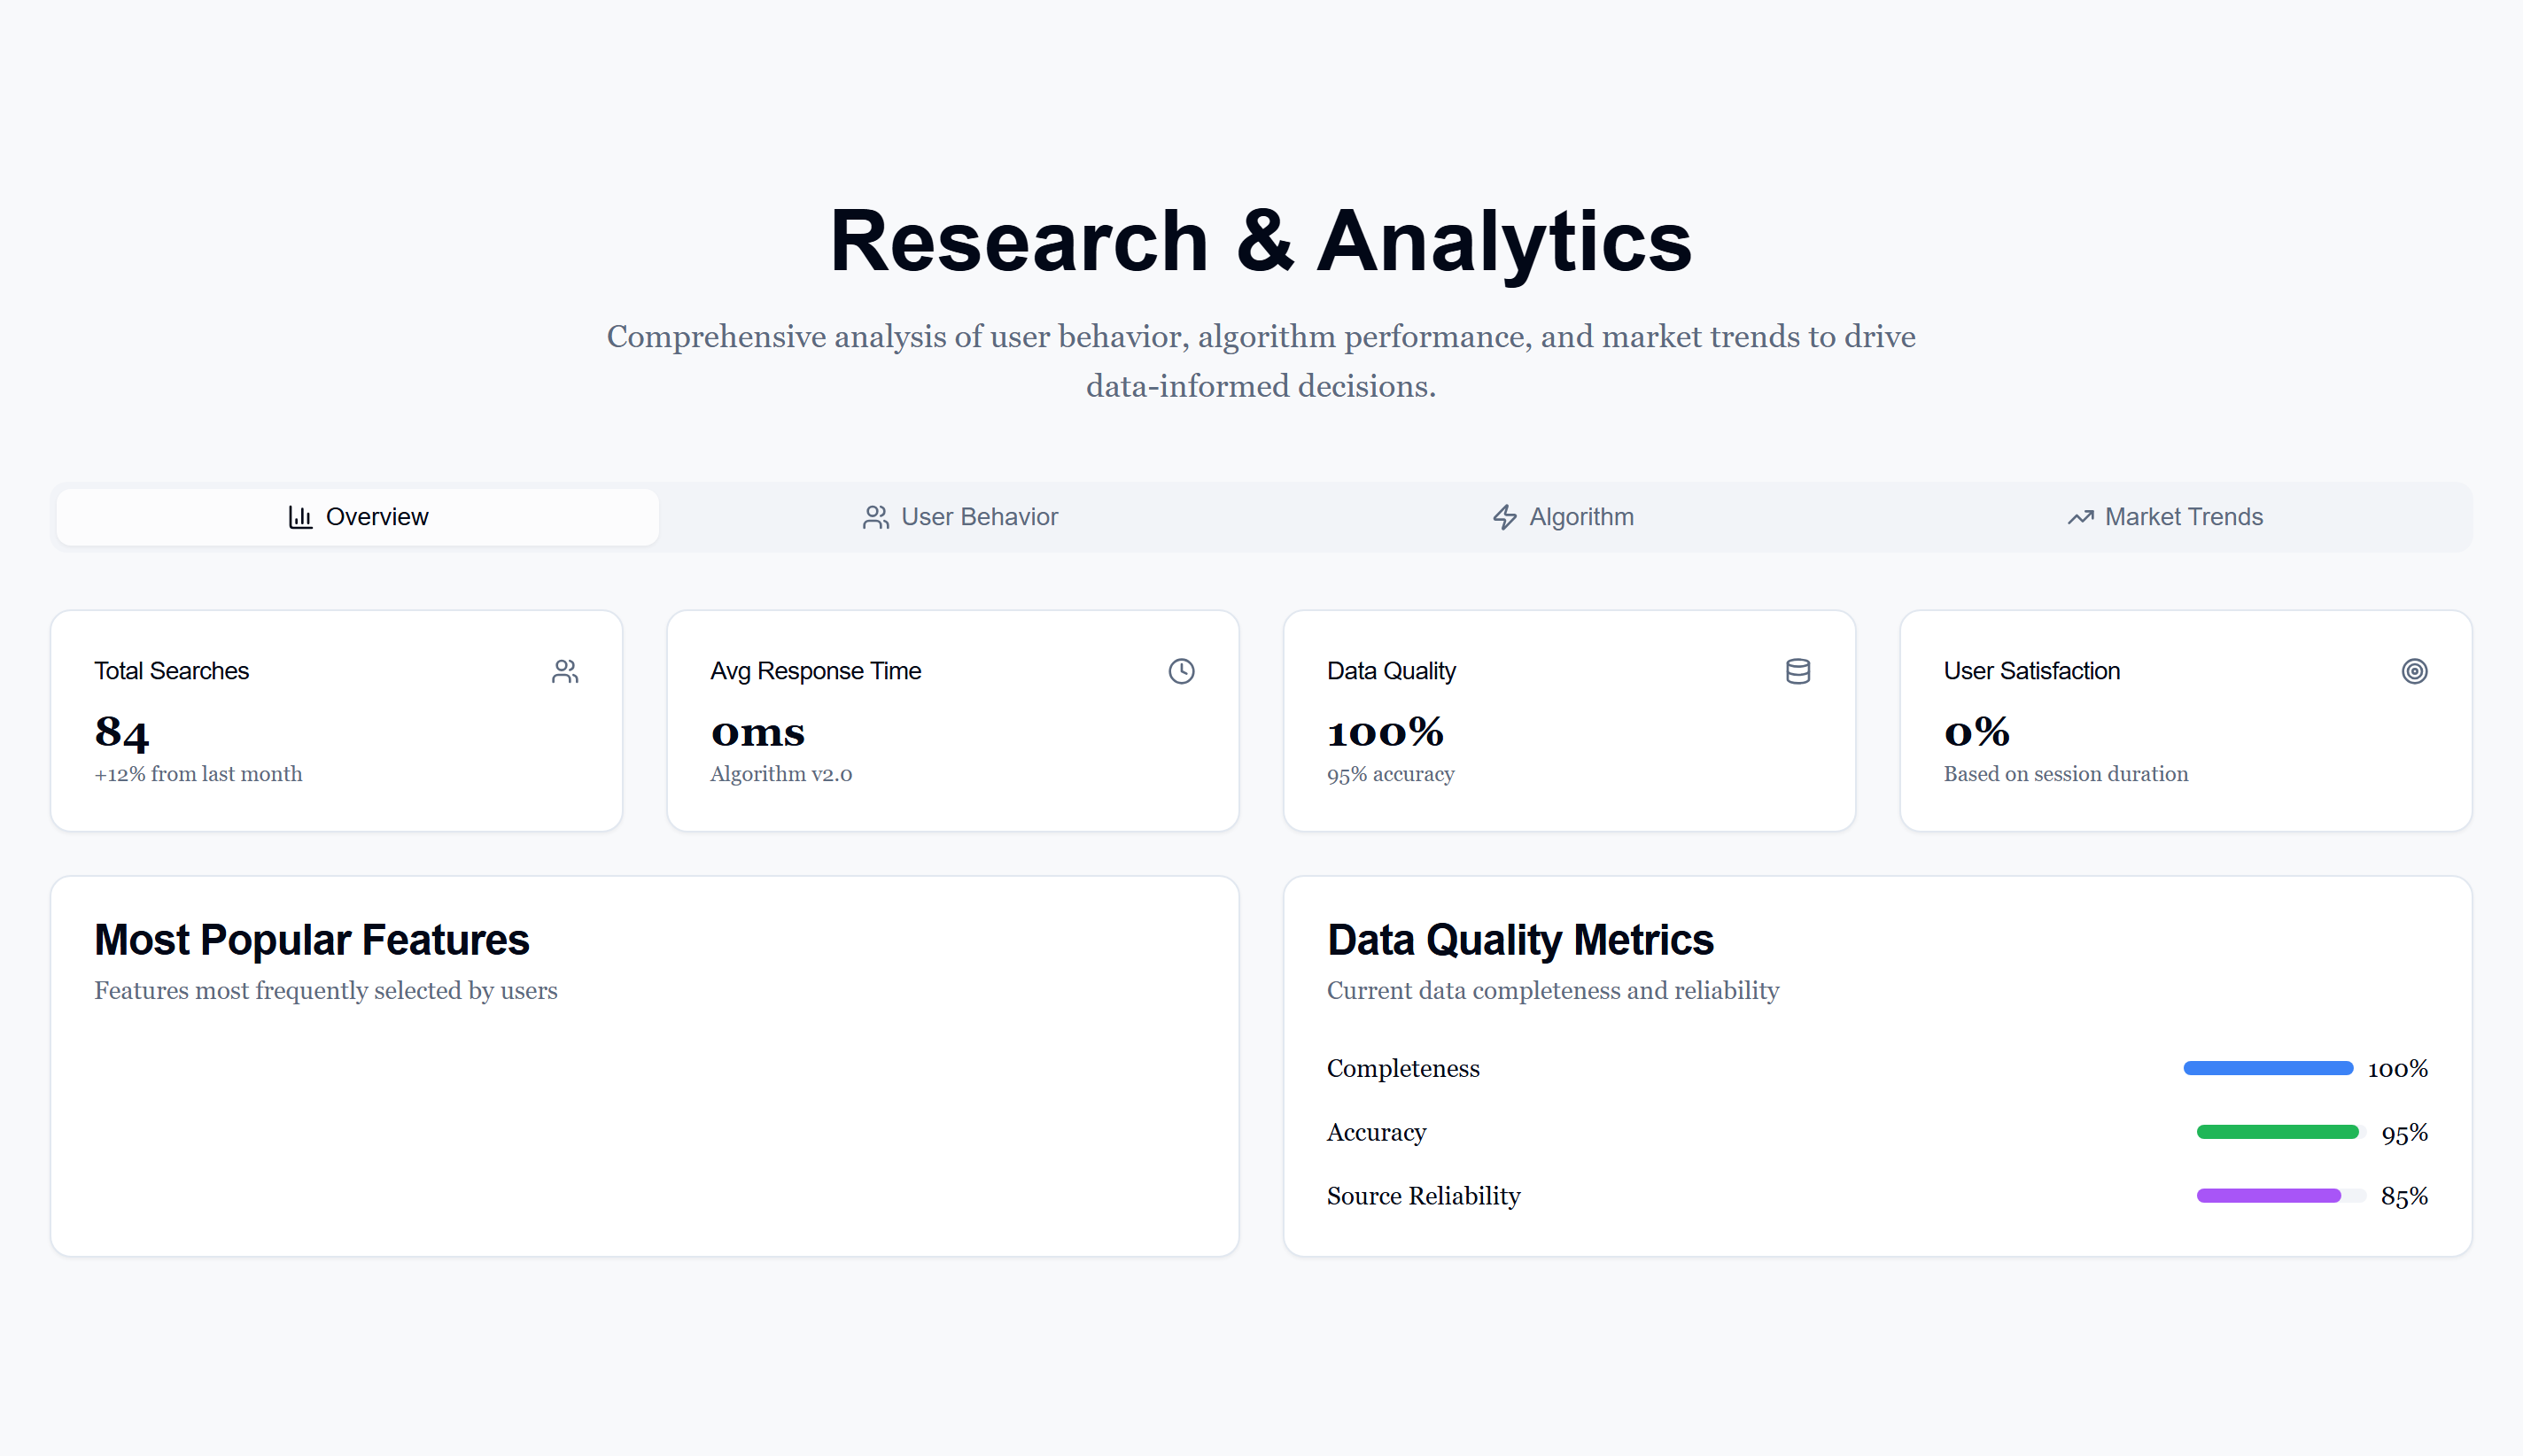 Research & Analytics
Comprehensive analysis of user behavior, algorithm performance, and market trends to drive
data-informed decisions.
Overview
User Behavior
Algorithm
Market Trends
Total Searches
84
+12% from last month
Avg Response Time
0ms
Algorithm v2.0
Data Quality
100%
95% accuracy
User Satisfaction
0%
Based on session duration
Most Popular Features
Features most frequently selected by users
Data Quality Metrics
Current data completeness and reliability
Completeness 100%
Accuracy 95%
Source Reliability 85%